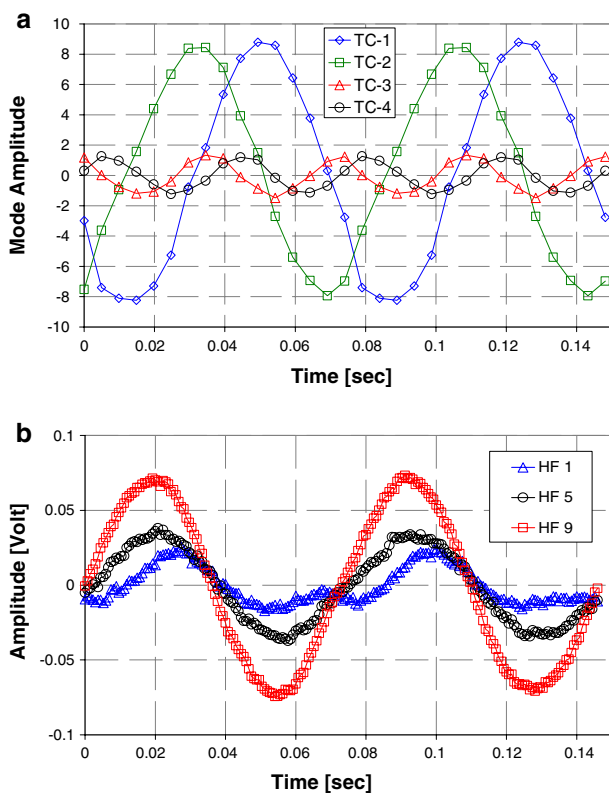 a
10
8
6
4
2
0
-2
-4
-6
-8
-10
Mode Amplitude
TC-1
TC-2
TC-3
TC-4
0 0.02 0.04 0.06 0.08 0.1 0.12 0.14
Time [sec]
b
0.1
0.05
0
-0.05
-0.1
Amplitude [Volt]
HF 1
HF 5
HF 9
0 0.02 0.04 0.06 0.08 0.1 0.12 0.14
Time [sec]